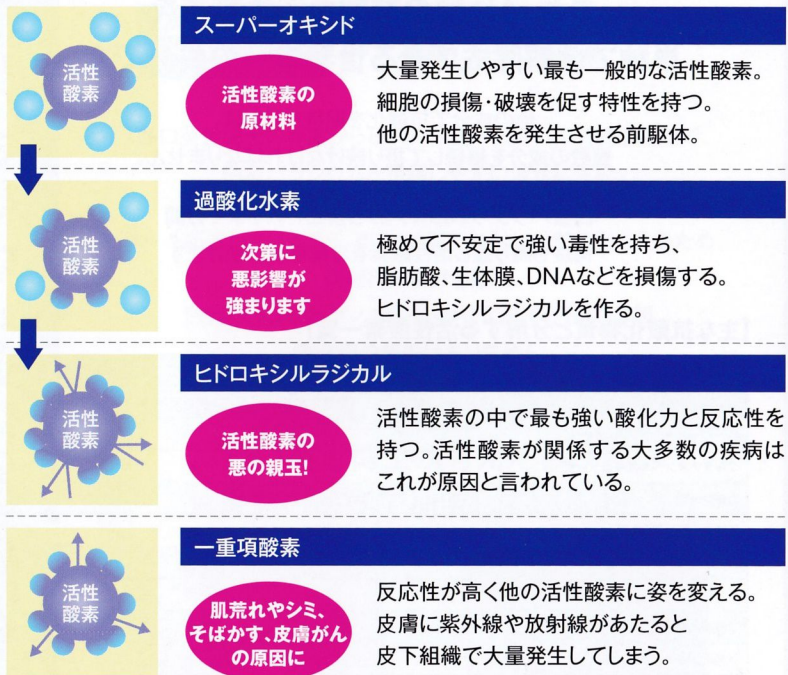 スーパーオキシド
活性
酸素
活性酸素の
原材料
大量発生しやすい最も一般的な活性酸素。
細胞の損傷・破壊を促す特性を持つ。
他の活性酸素を発生させる前駆体。
過酸化水素
活性
酸素
次第に
悪影響が
強まります
極めて不安定で強い毒性を持ち、
脂肪酸、生体膜、DNAなどを損傷する。
ヒドロキシルラジカルを作る。
ヒドロキシルラジカル
活性
酸素
活性酸素の
悪の親玉!
活性酸素の中で最も強い酸化力と反応性を
持つ。活性酸素が関係する大多数の疾病は
これが原因と言われている。
一重項酸素
活性
酸素
肌荒れやシミ、
そばかす、皮膚がん
の原因に
反応性が高く他の活性酸素に姿を変える。
皮膚に紫外線や放射線があたると
皮下組織で大量発生してしまう。